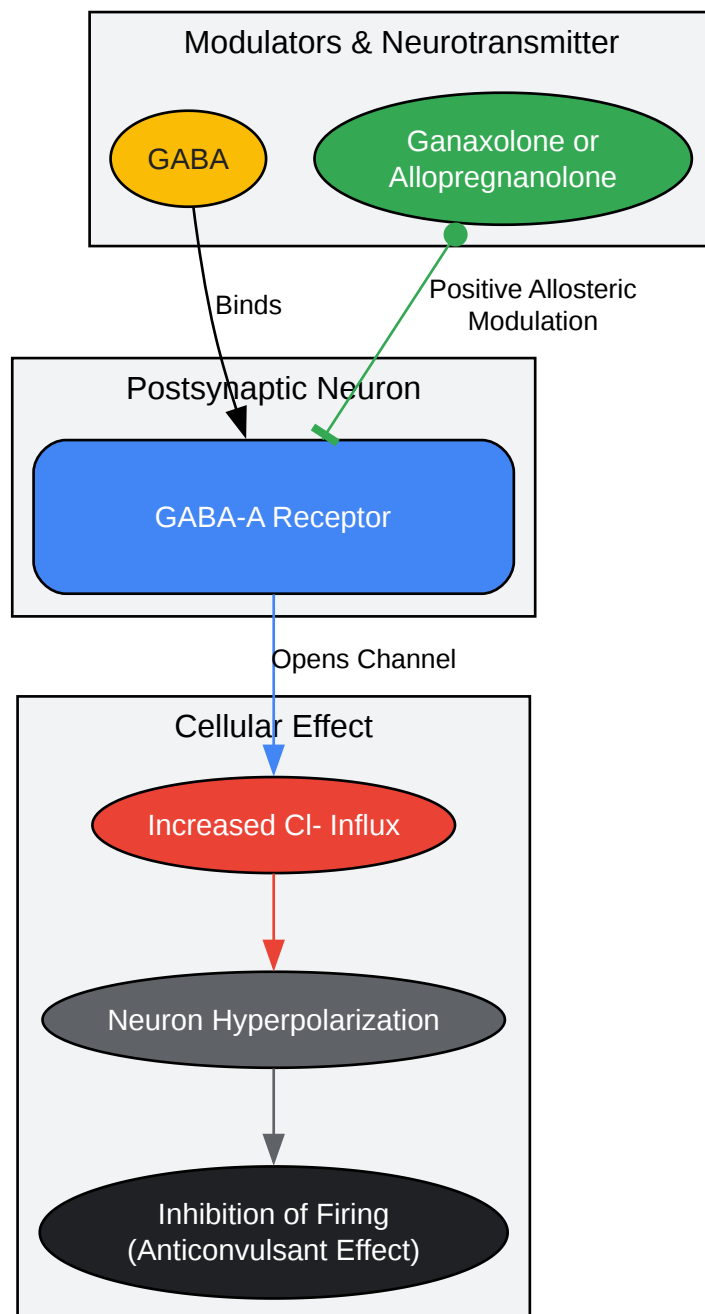 Modulators & Neurotransmitter
GABA
Ganaxolone or
Allopregnanolone
Binds
Positive Allosteric
Modulation
Postsynaptic Neuron
GABA-A Receptor
Opens Channel
Cellular Effect
Increased Cl- Influx
Neuron Hyperpolarization
Inhibition of Firing
(Anticonvulsant Effect)